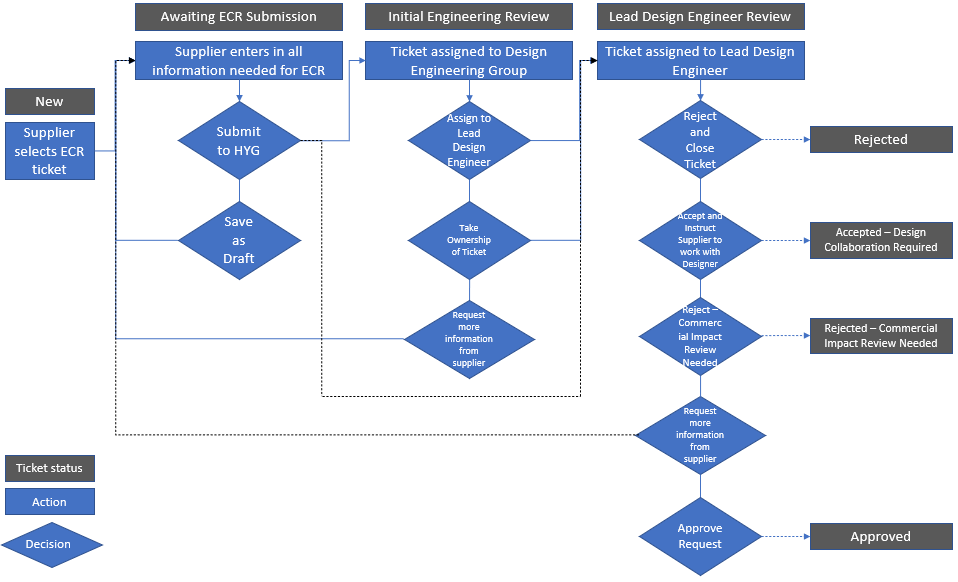 Awaiting ECR Submission
Initial Engineering Review
Lead Design Engineer Review
Supplier enters in all
information needed for ECR
Ticket assigned to Design
Engineering Group
Ticket assigned to Lead Design
Engineer
New
Supplier
selects ECR
ticket
Submit
to HYG
Assign to
Lead
Design
Engineer
Reject
and
Close
Ticket
Rejected
Save
as
Draft
Take
Ownership
of Ticket
Accept and
Instruct
Supplier to
work with
Designer
Accepted – Design
Collaboration Required
Request
more
information
from
supplier
Reject –
Commerc
ial Impact
Review
Needed
Rejected – Commercial
Impact Review Needed
Request
more
information
from
supplier
Ticket status
Action
Decision
Approve
Request
Approved